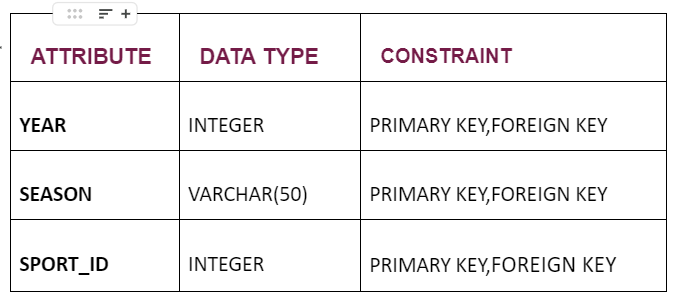 ATTRIBUTE DATA TYPE CONSTRAINT
YEAR INTEGER PRIMARY KEY,FOREIGN KEY
SEASON VARCHAR(50) PRIMARY KEY,FOREIGN KEY
SPORT_ID INTEGER PRIMARY KEY,FOREIGN KEY